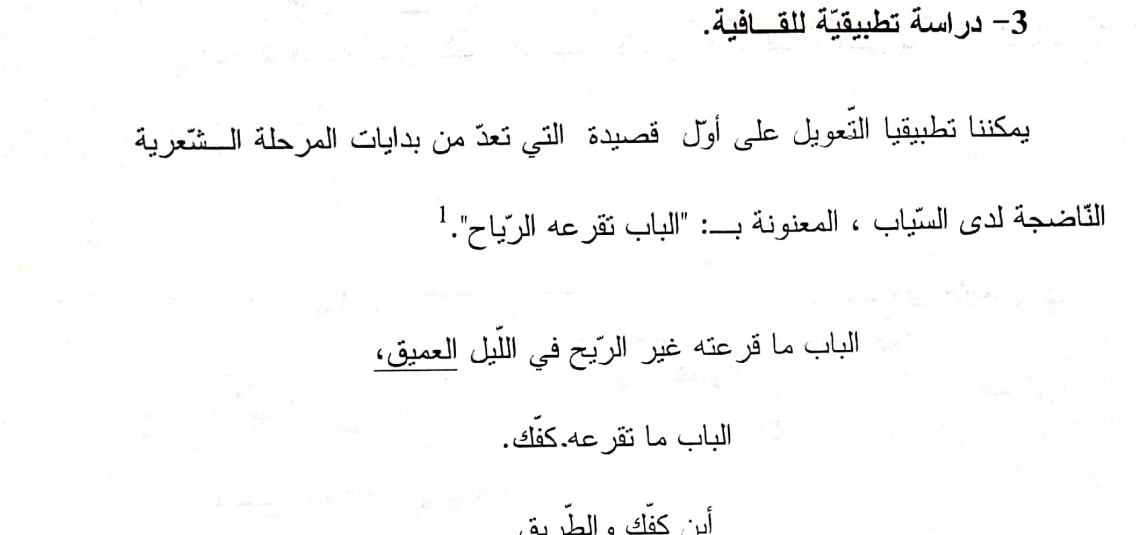 3- دراسة تطبيقيّة للقـــافية.
يمكننا تطبيقيا التّعويل على أوّل قصيدة التي تعدّ من بدايات المرحلة الـــشّعرية
النّاضجة لدى السّياب ، المعنونة بـــ: "الباب تقرعه الرّياح".1
الباب ما قرعته غير الرّيح في اللّيل العميق،
الباب ما تقرعه.كفّك.
أين كفّك والطّريق